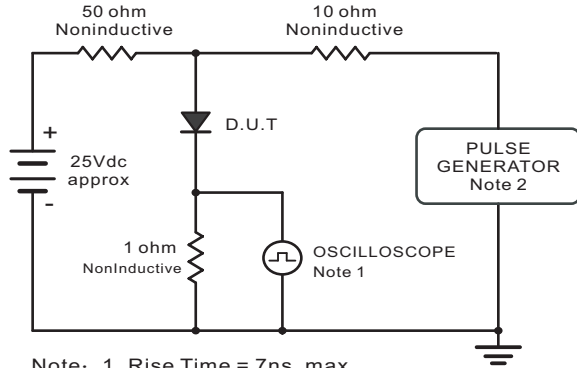 50 ohm
Noninductive
10 ohm
Noninductive
D.U.T
+
25Vdc
approx
-
PULSE
GENERATOR
Note 2
1 ohm
NonInductive
OSCILLOSCOPE
Note 1
Note: 1. Rise Time = 7ns, max.